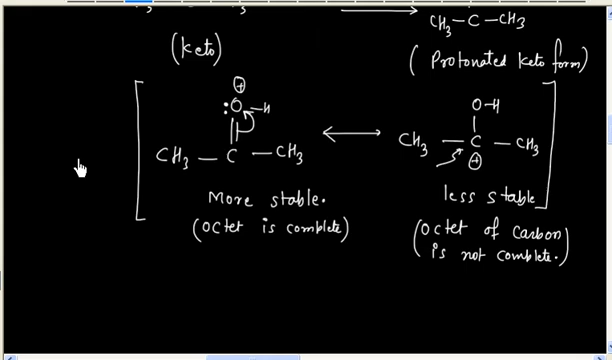 CH3 – C – CH3
(keto)
( Protonated keto form )
⊕
:O – H
O-H
CH3 – C – CH3
CH3 – C – CH3
⊕
More stable.
less stable
(octet is complete)
(octet of carbon
is not complete.)